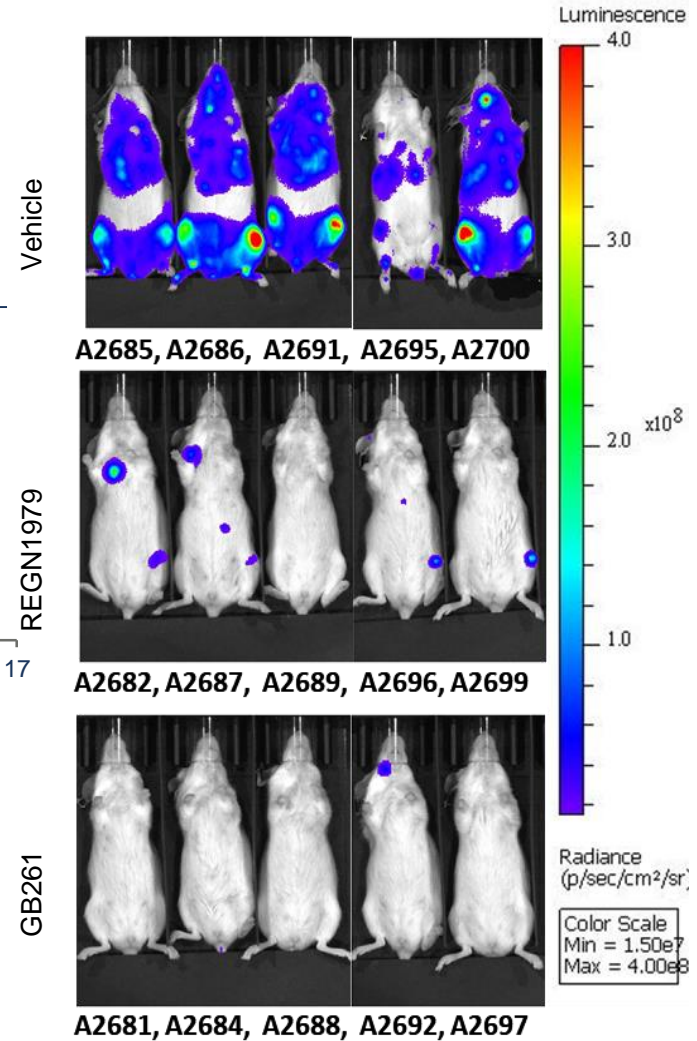 Luminescence
4.0
3.0
x10⁸
2.0
1.0
Radiance
(p/sec/cm²/sr)
Color Scale
Min = 1.50e7
Max = 4.00e8
Vehicle
A2685, A2686, A2691, A2695, A2700
REGN1979
17
A2682, A2687, A2689, A2696, A2699
GB261
A2681, A2684, A2688, A2692, A2697